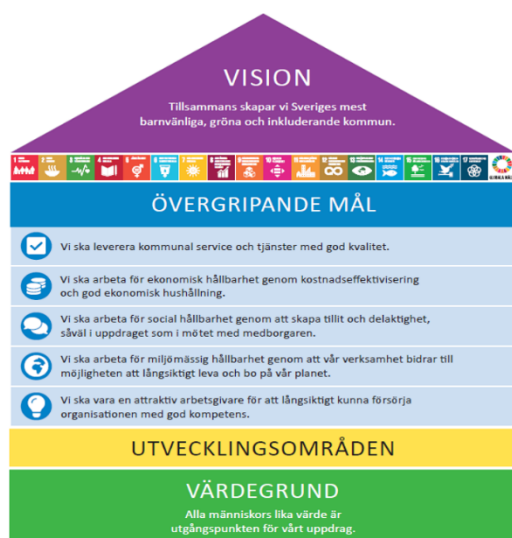 VISION
Tillsammans skapar vi Sveriges mest
barnvänliga, gröna och inkluderande kommun.
ÖVERGRIPANDE MÅL
Vi ska leverera kommunal service och tjänster med god kvalitet.
Vi ska arbeta för ekonomisk hållbarhet genom kostnadseffektivisering
och god ekonomisk hushållning.
Vi ska arbeta för social hållbarhet genom att skapa tillit och delaktighet,
såväl i uppdraget som i mötet med medborgaren.
Vi ska arbeta för miljömässig hållbarhet genom att vår verksamhet bidrar till
möjligheten att långsiktigt leva och bo på vår planet.
Vi ska vara en attraktiv arbetsgivare för att långsiktigt kunna försörja
organisationen med god kompetens.
UTVECKLINGSOMRÅDEN
VÄRDEGRUND
Alla människors lika värde är
utgångspunkten för vårt uppdrag.